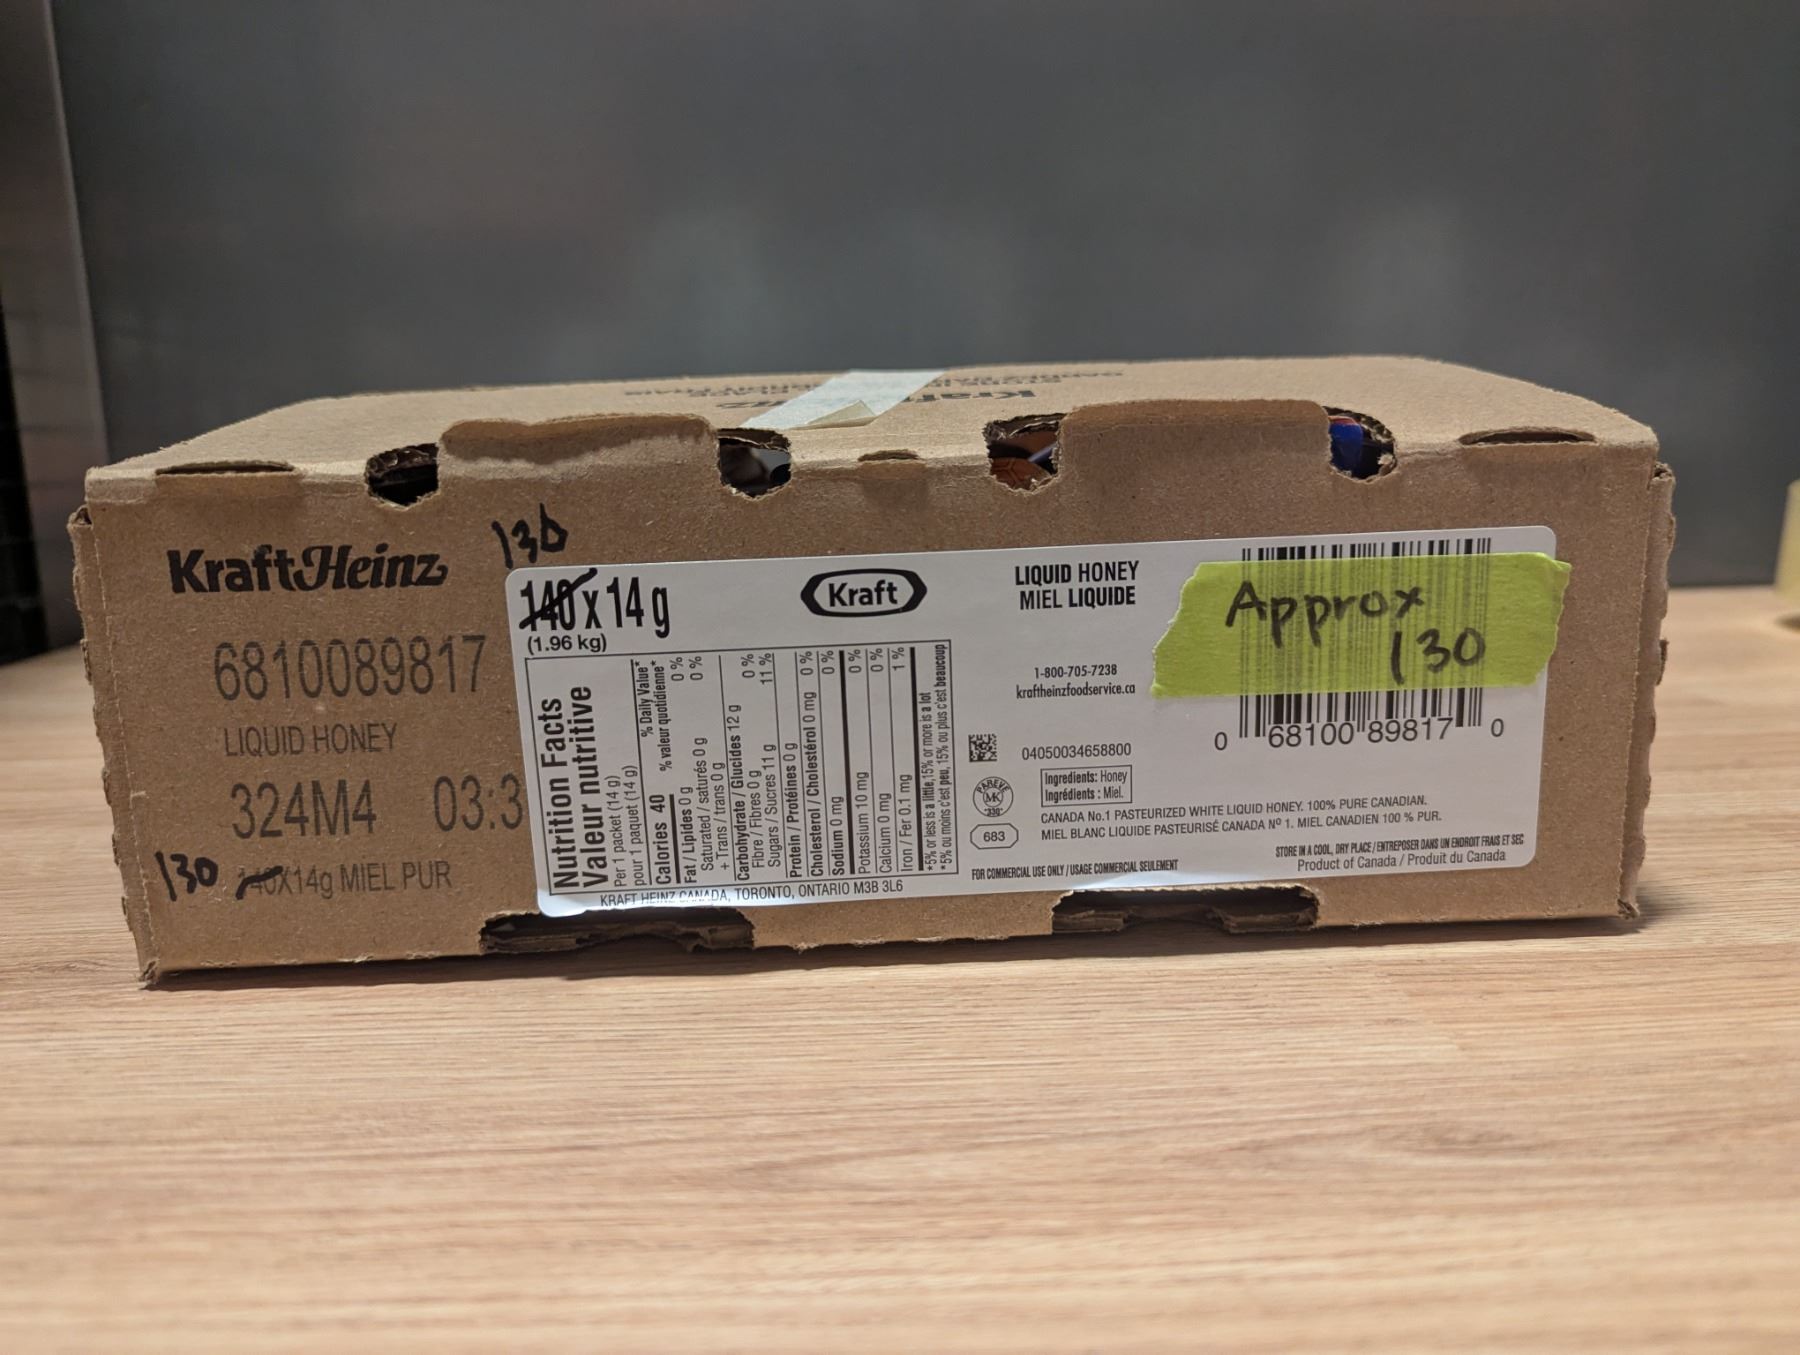 KraftHeinz
6810089817
LIQUID HONEY
324M4 03:3
130 140X14g MIEL PUR
130
140 x 14 g
(1.96 kg)
Nutrition Facts
Valeur nutritive
Per 1 packet (14 g)
pour 1 paquet (14 g)
% Daily Value*
% valeur quotidienne*
Calories 40
Fat / Lipides 0 g 0 %
Saturated / saturés 0 g 0 %
+ Trans / trans 0 g
Carbohydrate / Glucides 12 g
Fibre / Fibres 0 g 0 %
Sugars / Sucres 11 g 11 %
Protein / Protéines 0 g
Cholesterol / Cholestérol 0 mg 0 %
Sodium 0 mg 0 %
Potassium 10 mg 0 %
Calcium 0 mg 0 %
Iron / Fer 0.1 mg 1 %
*5% or less is a little, 15% or more is a lot
*5% ou moins c'est peu, 15% ou plus c'est beaucoup
KRAFT HEINZ CANADA, TORONTO, ONTARIO M3B 3L6
Kraft
LIQUID HONEY
MIEL LIQUIDE
1-800-705-7238
kraftheinzfoodservice.ca
04050034658800
PAREVE
MK
"330"
683
Ingredients: Honey
Ingrédients : Miel.
CANADA No.1 PASTEURIZED WHITE LIQUID HONEY. 100% PURE CANADIAN.
MIEL BLANC LIQUIDE PASTEURISÉ CANADA Nº 1. MIEL CANADIEN 100 % PUR.
FOR COMMERCIAL USE ONLY / USAGE COMMERCIAL SEULEMENT
STORE IN A COOL, DRY PLACE / ENTREPOSER DANS UN ENDROIT FRAIS ET SEC
Product of Canada / Produit du Canada
Approx
130
0 68100 89817 0